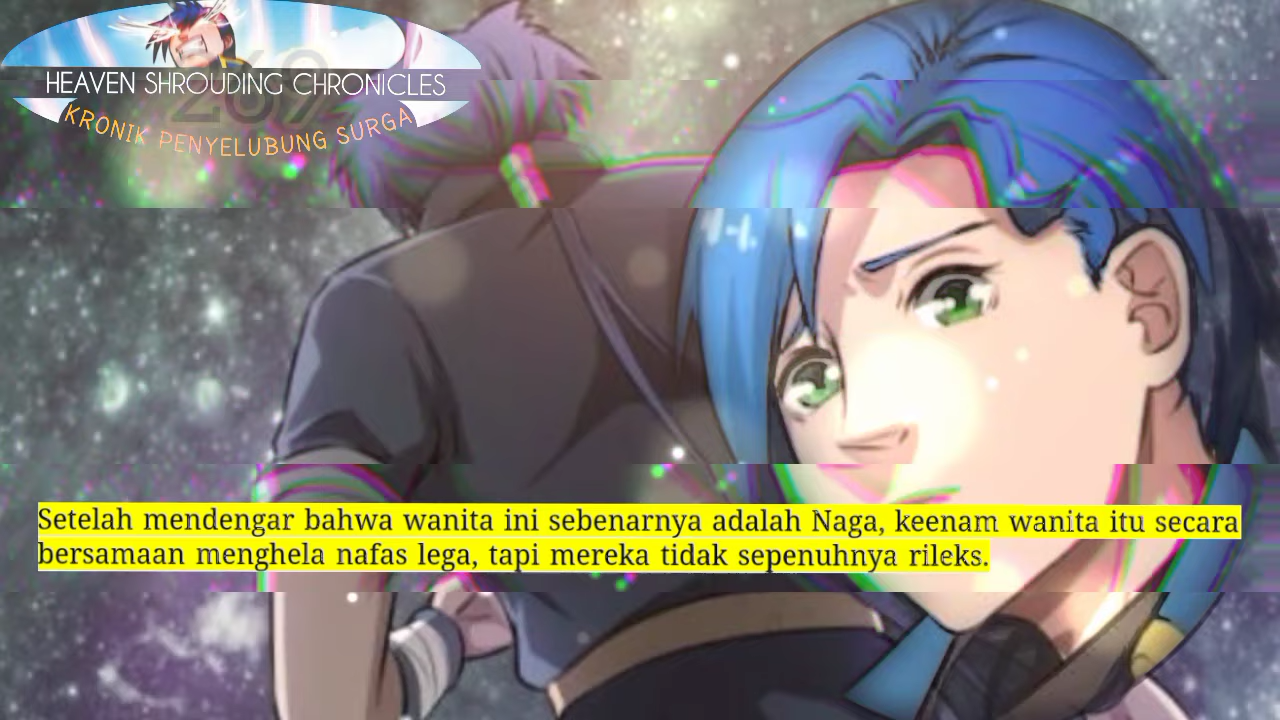 269
HEAVEN SHROUDING CHRONICLES
KRONIK PENYELUBUNG SURGA
Setelah mendengar bahwa wanita ini sebenarnya adalah Naga, keenam wanita itu secara
bersamaan menghela nafas lega, tapi mereka tidak sepenuhnya rileks.